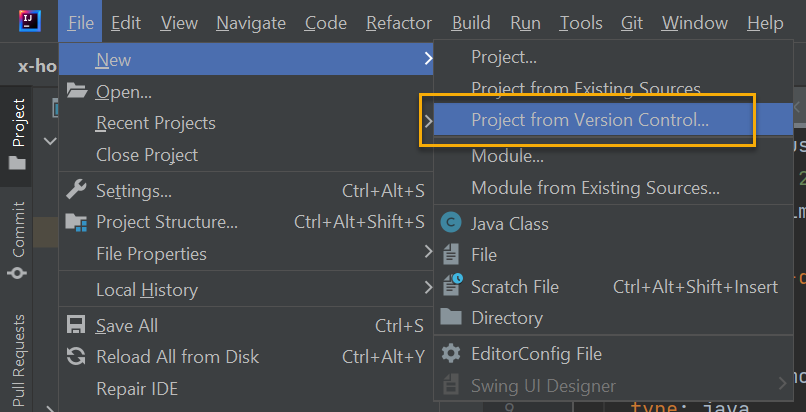 IJ
File Edit View Navigate Code Refactor Build Run Tools Git Window Help
x-ho
Project
Commit
Pull Requests
New
Open...
Recent Projects
Close Project
Settings... Ctrl+Alt+S
Project Structure... Ctrl+Alt+Shift+S
File Properties
Local History
Save All Ctrl+S
Reload All from Disk Ctrl+Alt+Y
Repair IDE
Project...
Project from Existing Sources...
Project from Version Control...
Module...
Module from Existing Sources...
Java Class
File
Scratch File Ctrl+Alt+Shift+Insert
Directory
EditorConfig File
Swing UI Designer
type: java